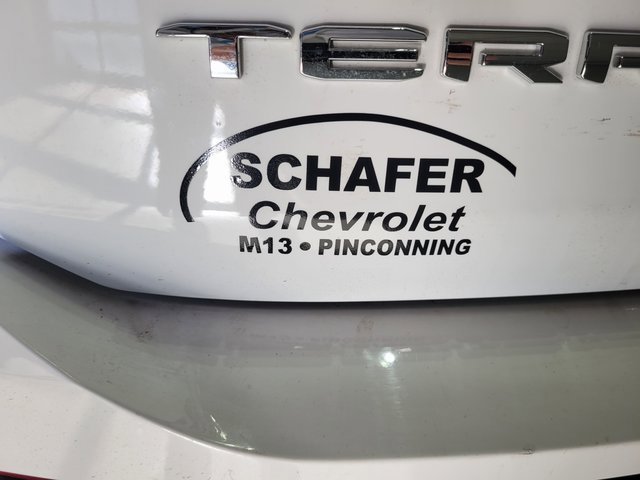 TERR
SCHAFER
Chevrolet
M13 • PINCONNING